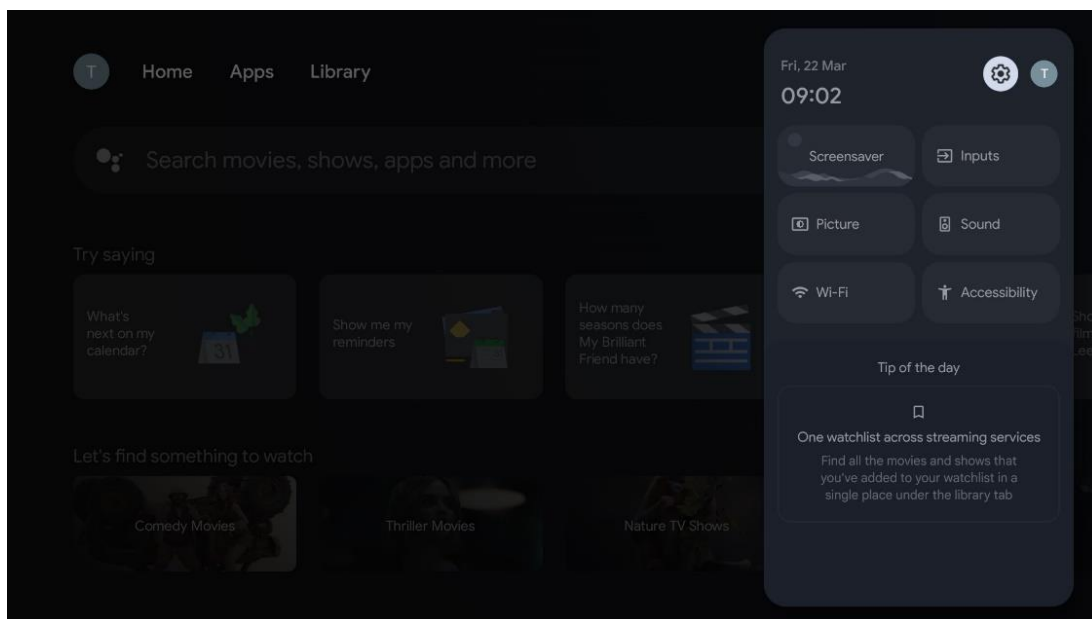 T
Home
Apps
Library
Search movies, shows, apps and more
Try saying
What's
next on my
calendar?
31
Show me my
reminders
How many
seasons does
My Brilliant
Friend have?
Let's find something to watch
Comedy Movies
Thriller Movies
Nature TV Shows
Fri, 22 Mar
09:02
T
Screensaver
Inputs
Picture
Sound
Wi-Fi
Accessibility
Tip of the day
One watchlist across streaming services
Find all the movies and shows that
you've added to your watchlist in a
single place under the library tab